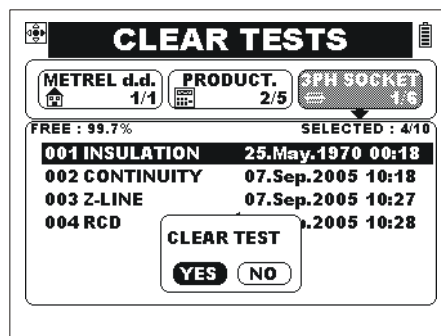 CLEAR TESTS
METREL d.d. PRODUCT. 3PH SOCKET
1/1 2/5 1/6
FREE : 99.7% SELECTED : 4/10
001 INSULATION 25.May.1970 00:18
002 CONTINUITY 07.Sep.2005 10:18
003 Z-LINE 07.Sep.2005 10:27
004 RCD .2005 10:28
CLEAR TEST
YES NO